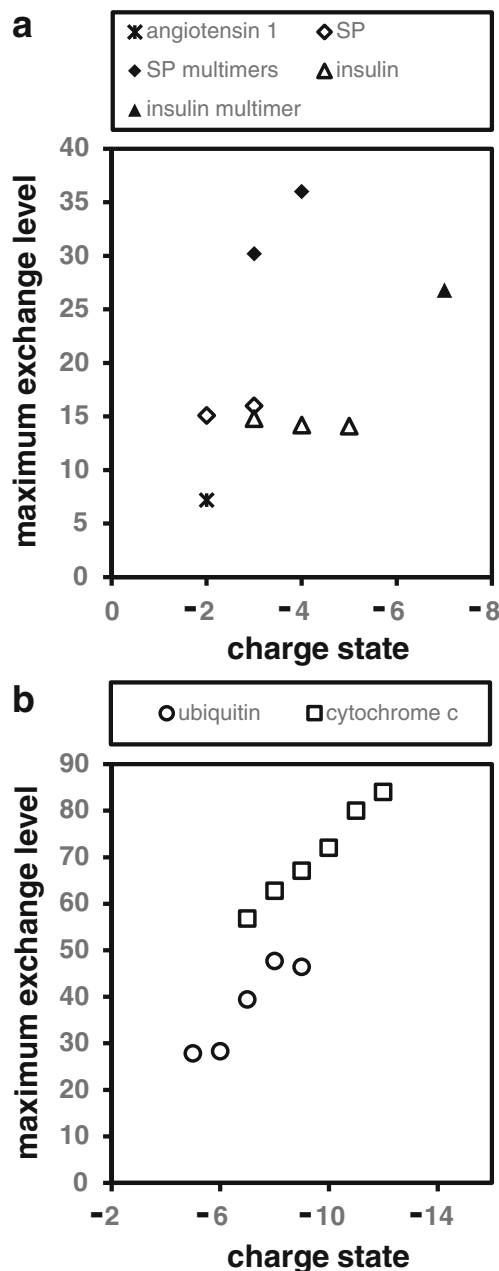 a
angiotensin 1 SP
SP multimers insulin
insulin multimer
maximum exchange level
40
35
30
25
20
15
10
5
0
0 -2 -4 -6 -8
charge state
b
ubiquitin cytochrome c
maximum exchange level
90
80
70
60
50
40
30
20
10
0
-2 -6 -10 -14
charge state